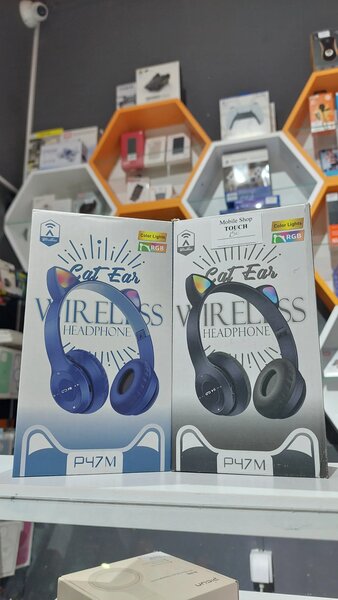 Color Lights
RGB
Cat Ear
WIRELESS
HEADPHONE
P47M
Mobile Shop
TOUCH
Color Lights
RGB
Cat Ear
WIRELESS
HEADPHONE
P47M